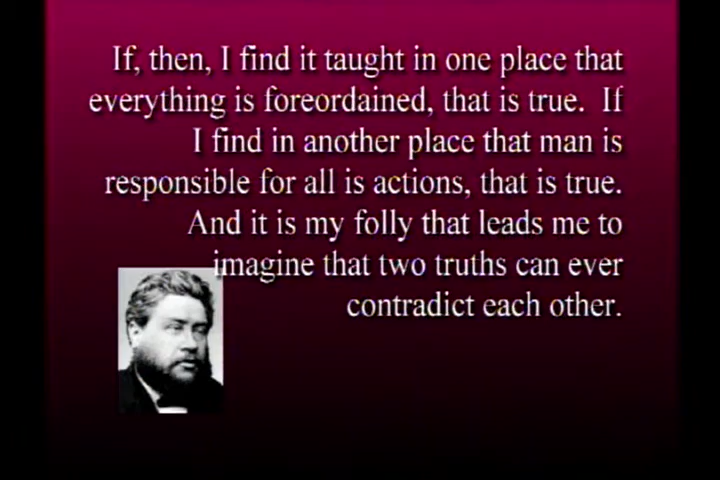 If, then, I find it taught in one place that
everything is foreordained, that is true.  If
I find in another place that man is
responsible for all is actions, that is true.
And it is my folly that leads me to
imagine that two truths can ever
contradict each other.